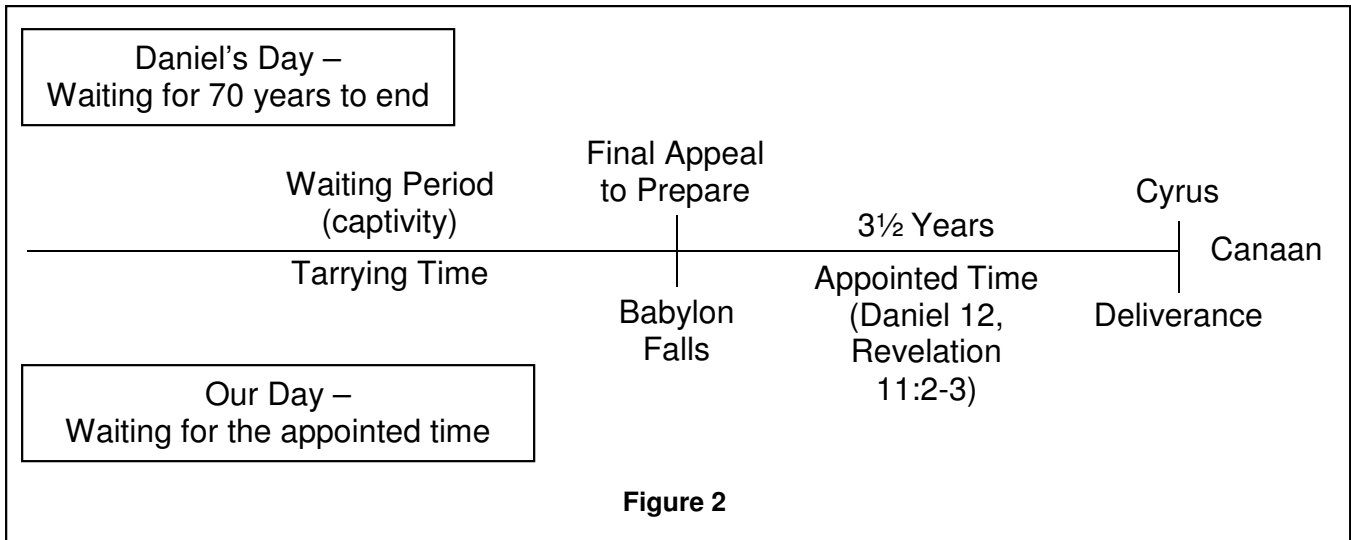 Daniel's Day –
Waiting for 70 years to end
Final Appeal
to Prepare
Waiting Period
(captivity)
3½ Years
Cyrus
Canaan
Tarrying Time
Babylon
Falls
Appointed Time
(Daniel 12,
Revelation
11:2-3)
Deliverance
Our Day –
Waiting for the appointed time
Figure 2